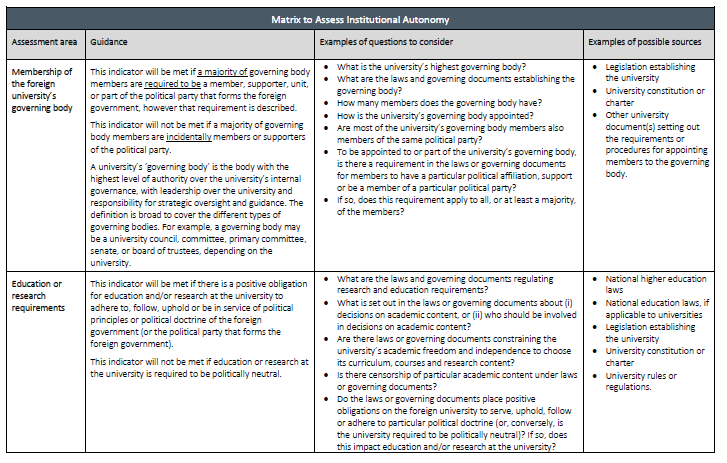 Matrix to Assess Institutional Autonomy
Assessment area
Guidance
Examples of questions to consider
Examples of possible sources
Membership of
the foreign
university's
governing body
This indicator will be met if a majority of governing body
members are required to be a member, supporter, unit,
or part of the political party that forms the foreign
government, however that requirement is described.
This indicator will not be met if a majority of governing
body members are incidentally members or supporters
of the political party.
A university's 'governing body' is the body with the
highest level of authority over the university's internal
governance, with leadership over the university and
responsibility for strategic oversight and guidance. The
definition is broad to cover the different types of
governing bodies. For example, a governing body may
be a university council, committee, primary committee,
senate, or board of trustees, depending on the
university.
• What is the university's highest governing body?
• What are the laws and governing documents establishing the
governing body?
• How many members does the governing body have?
• How is the university's governing body appointed?
• Are most of the university's governing body members also
members of the same political party?
• To be appointed to or part of the university's governing body,
is there a requirement in the laws or governing documents
for members to have a particular political affiliation, support
or be a member of a particular political party?
• If so, does this requirement apply to all, or at least a majority,
of the members?
• Legislation establishing
the university
• University constitution or
charter
• Other university
document(s) setting out
the requirements or
procedures for appointing
members to the governing
body.
Education or
research
requirements
This indicator will be met if there is a positive obligation
for education and/or research at the university to
adhere to, follow, uphold or be in service of political
principles or political doctrine of the foreign
government (or the political party that forms the
foreign government).
This indicator will not be met if education or research at
the university is required to be politically neutral.
• What are the laws and governing documents regulating
research and education requirements?
• What is set out in the laws or governing documents about (i)
decisions on academic content, or (ii) who should be involved
in decisions on academic content?
• Are there laws or governing documents constraining the
university's academic freedom and independence to choose
its curriculum, courses and research content?
• Is there censorship of particular academic content under laws
or governing documents?
• Do the laws or governing documents place positive
obligations on the foreign university to serve, uphold, follow
or adhere to particular political doctrine (or, conversely, is
the university required to be politically neutral)? If so, does
this impact education and/or research at the university?
• National higher education
laws
• National education laws, if
applicable to universities
• Legislation establishing
the university
• University constitution or
charter
• University rules or
regulations.